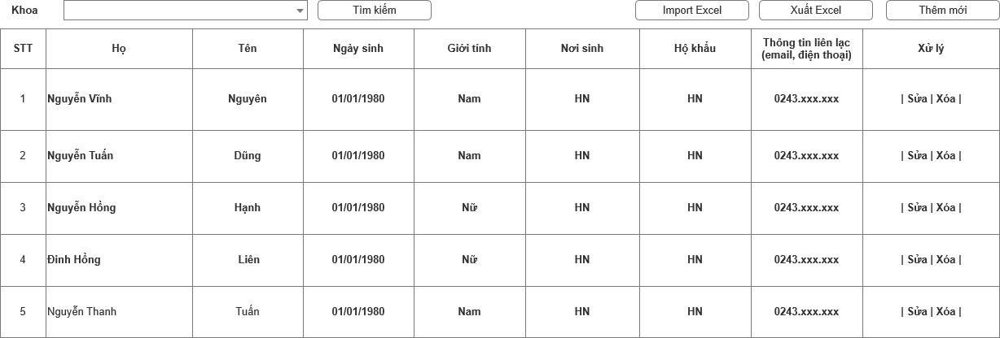 Khoa Tìm kiếm Import Excel Xuất Excel Thêm mới
STT Họ Tên Ngày sinh Giới tính Nơi sinh Hộ khẩu Thông tin liên lạc (email, điện thoại) Xử lý
1 Nguyễn Vĩnh Nguyên 01/01/1980 Nam HN HN 0243.xxx.xxx | Sửa | Xóa |
2 Nguyễn Tuấn Dũng 01/01/1980 Nam HN HN 0243.xxx.xxx | Sửa | Xóa |
3 Nguyễn Hồng Hạnh 01/01/1980 Nữ HN HN 0243.xxx.xxx | Sửa | Xóa |
4 Đinh Hồng Liên 01/01/1980 Nữ HN HN 0243.xxx.xxx | Sửa | Xóa |
5 Nguyễn Thanh Tuấn 01/01/1980 Nam HN HN 0243.xxx.xxx | Sửa | Xóa |